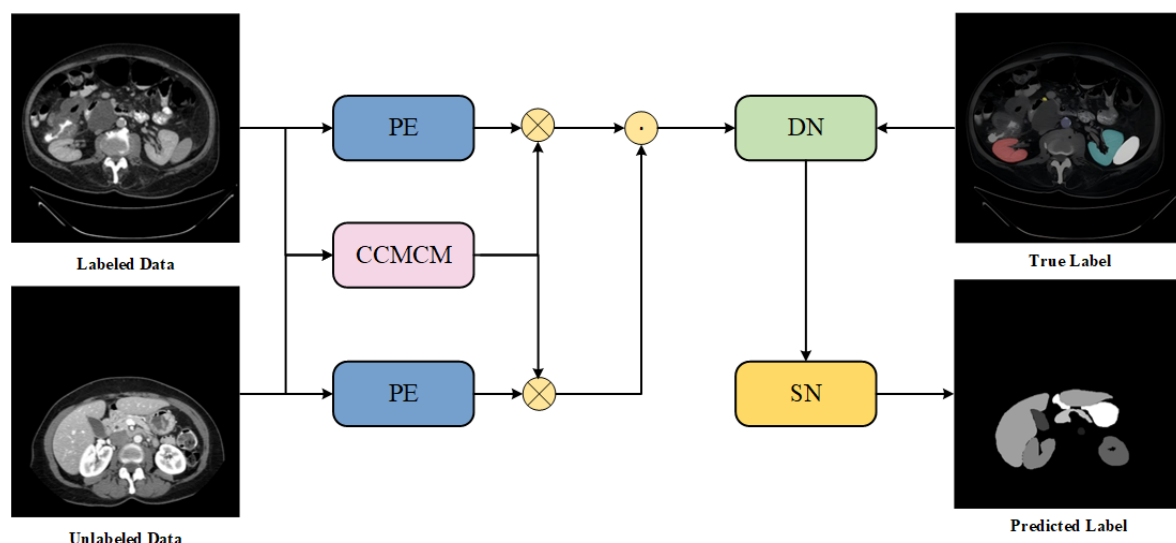 PE
DN
CCMCM
Labeled Data
True Label
PE
SN
Unlabeled Data
Predicted Label